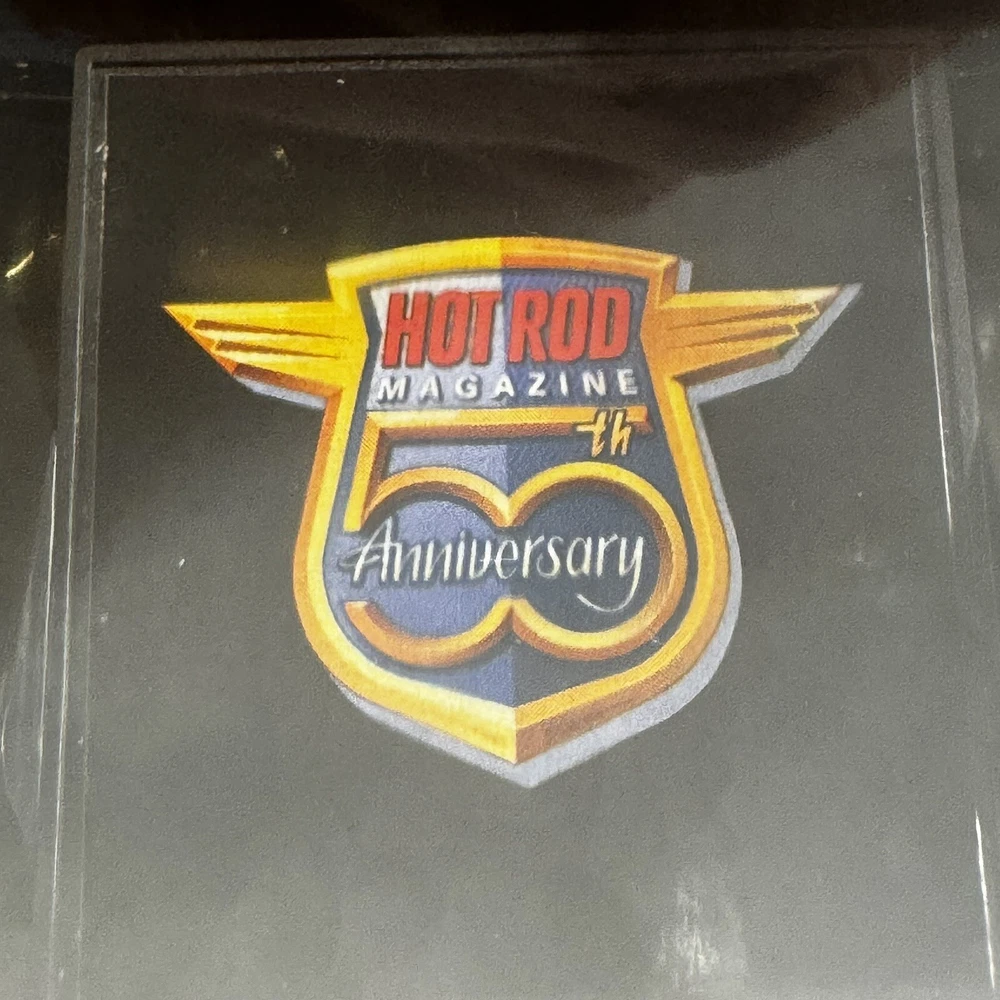 HOT ROD
MAGAZINE
50th
Anniversary